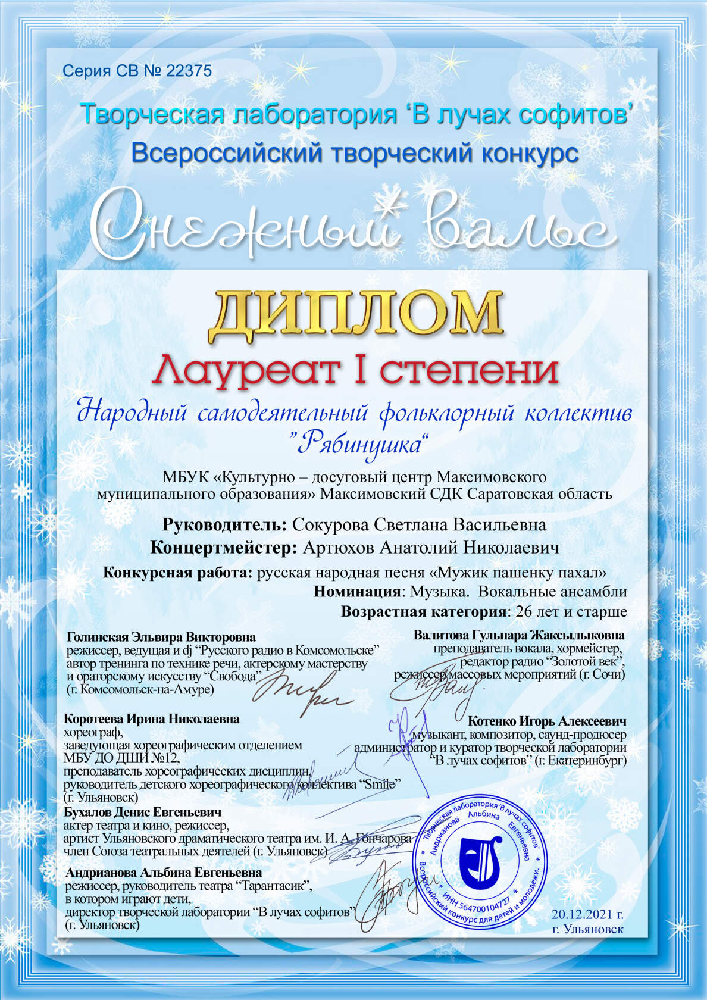 Серия СВ № 22375
Творческая лаборатория ‘В лучах софитов’
Всероссийский творческий конкурс
Снежный вальс
ДИПЛОМ
Лауреат I степени
Народный самодеятельный фольклорный коллектив
”Рябинушка“
МБУК «Культурно – досуговый центр Максимовского
муниципального образования» Максимовский СДК Саратовская область
Руководитель: Сокурова Светлана Васильевна
Концертмейстер: Артюхов Анатолий Николаевич
Конкурсная работа: русская народная песня «Мужик пашенку пахал»
Номинация: Музыка. Вокальные ансамбли
Возрастная категория: 26 лет и старше
Голинская Эльвира Викторовна
режиссер, ведущая и dj “Русского радио в Комсомольске”
автор тренинга по технике речи, актерскому мастерству
и ораторскому искусству “Свобода”
(г. Комсомольск-на-Амуре)
Валитова Гульнара Жаксылыковна
преподаватель вокала, хормейстер,
редактор радио “Золотой век”,
режиссер массовых мероприятий (г. Сочи)
Коротеева Ирина Николаевна
хореограф,
заведующая хореографическим отделением
МБУ ДО ДШИ №12,
преподаватель хореографических дисциплин,
руководитель детского хореографического коллектива “Smile”
(г. Ульяновск)
Котенко Игорь Алексеевич
музыкант, композитор, саунд-продюсер
администратор и куратор творческой лаборатории
“В лучах софитов” (г. Екатеринбург)
Бухалов Денис Евгеньевич
актер театра и кино, режиссер,
артист Ульяновского драматического театра им. И. А. Гончарова
член Союза театральных деятелей (г. Ульяновск)
Андрианова Альбина Евгеньевна
режиссер, руководитель театра “Тарантасик”,
в котором играют дети,
директор творческой лаборатории “В лучах софитов”
(г. Ульяновск)
Творческая лаборатория ‘В лучах софитов’
Андрианова Альбина Евгеньевна
* ИНН 564700104727 *
* Всероссийский конкурс для детей и молодежи. *
20.12.2021 г.
г. Ульяновск